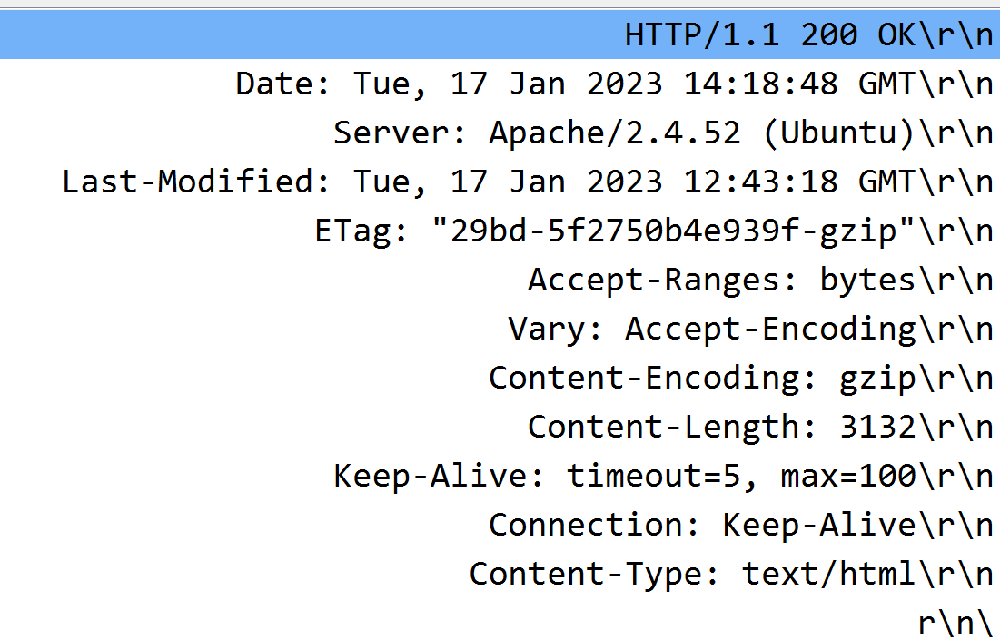 HTTP/1.1 200 OK\r\n
Date: Tue, 17 Jan 2023 14:18:48 GMT\r\n
Server: Apache/2.4.52 (Ubuntu)\r\n
Last-Modified: Tue, 17 Jan 2023 12:43:18 GMT\r\n
ETag: "29bd-5f2750b4e939f-gzip"\r\n
Accept-Ranges: bytes\r\n
Vary: Accept-Encoding\r\n
Content-Encoding: gzip\r\n
Content-Length: 3132\r\n
Keep-Alive: timeout=5, max=100\r\n
Connection: Keep-Alive\r\n
Content-Type: text/html\r\n
r\n\